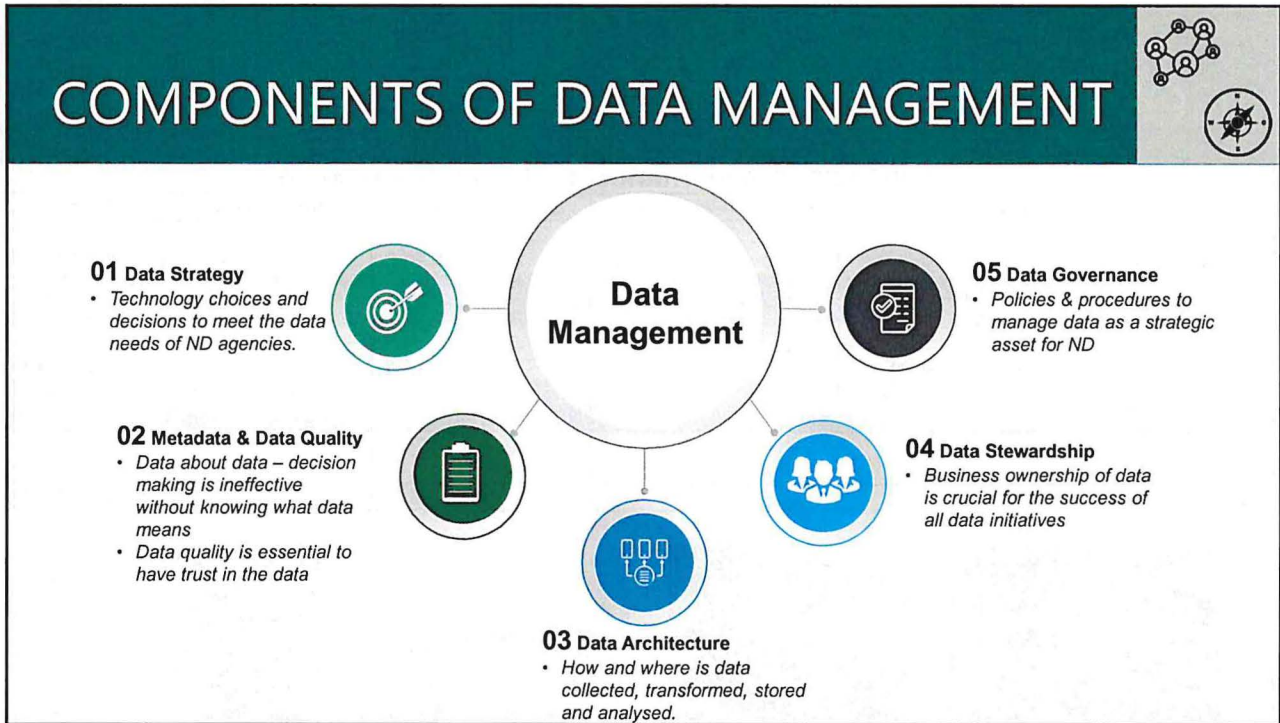 COMPONENTS OF DATA MANAGEMENT
Data
Management
01 Data Strategy
• Technology choices and
decisions to meet the data
needs of ND agencies.
02 Metadata & Data Quality
• Data about data – decision
making is ineffective
without knowing what data
means
• Data quality is essential to
have trust in the data
03 Data Architecture
• How and where is data
collected, transformed, stored
and analysed.
04 Data Stewardship
• Business ownership of data
is crucial for the success of
all data initiatives
05 Data Governance
• Policies & procedures to
manage data as a strategic
asset for ND